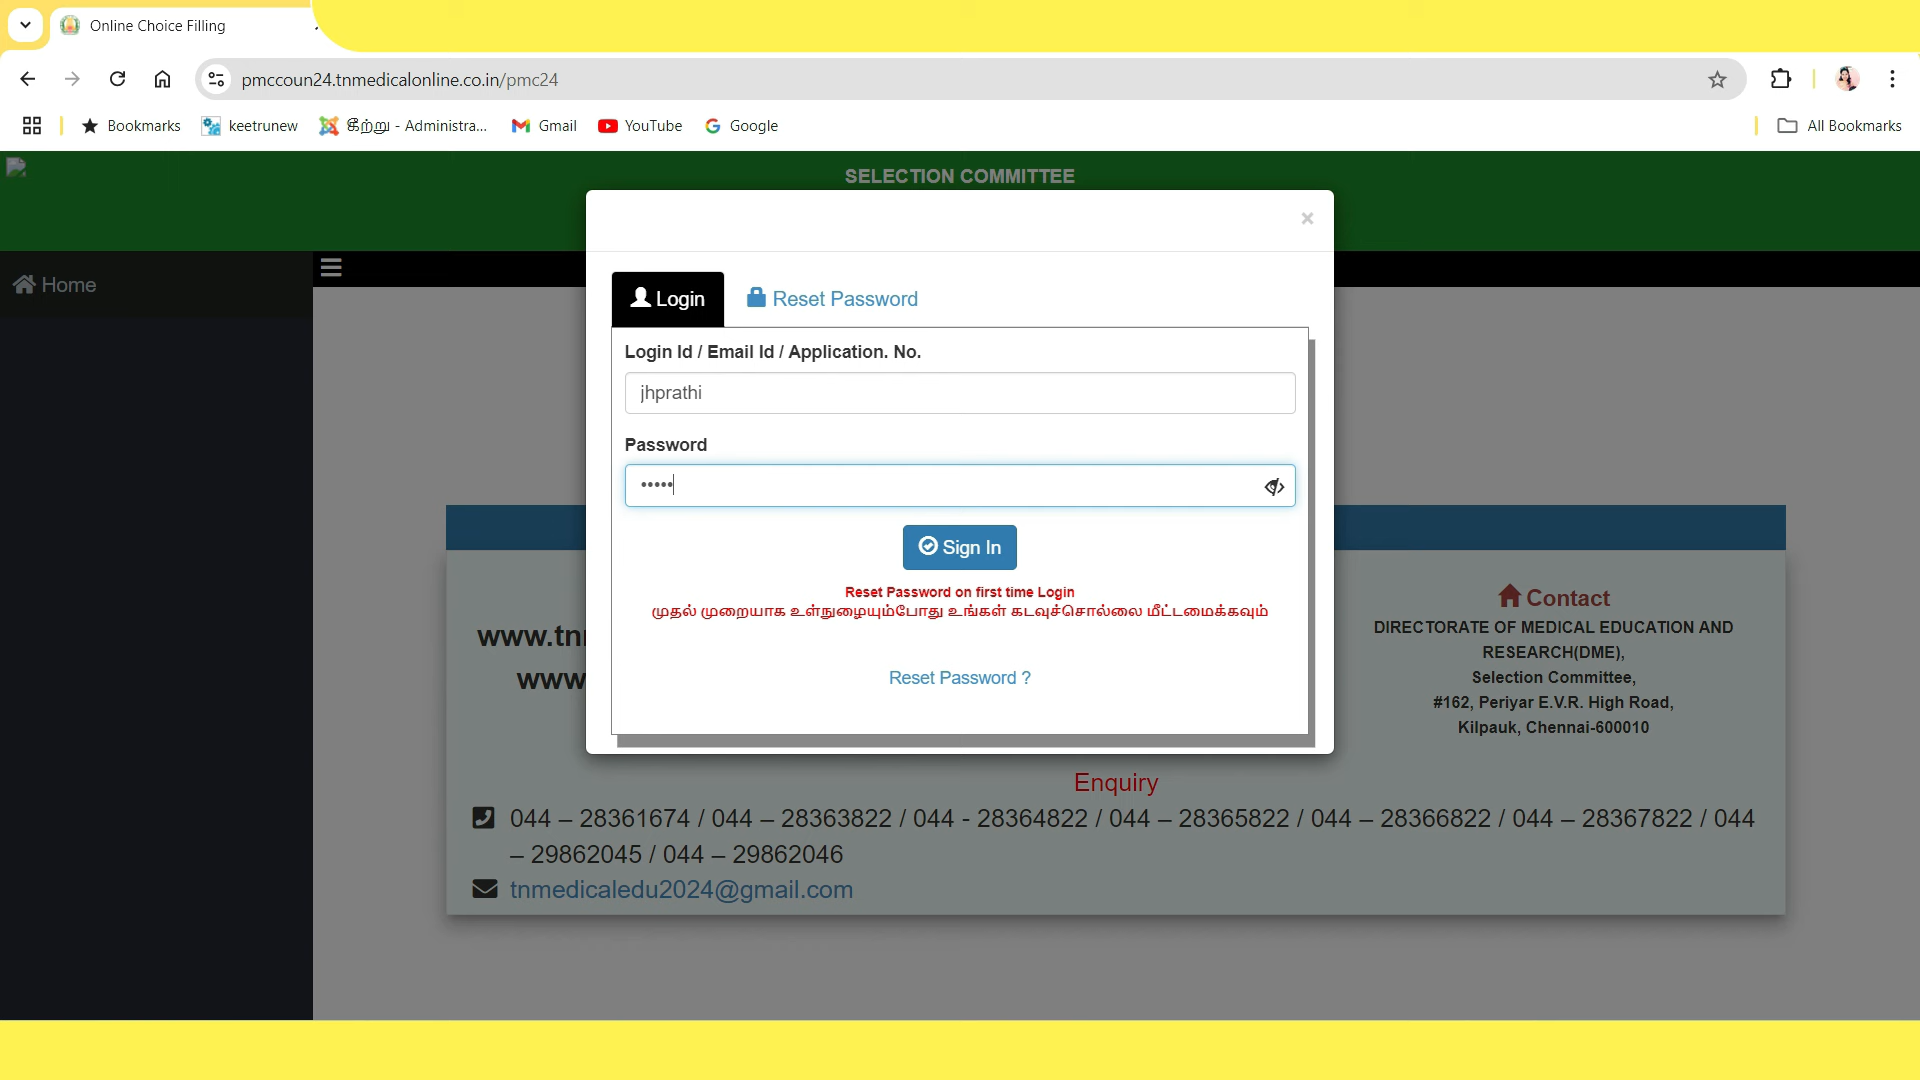 Online Choice Filling
pmccoun24.tnmedicalonline.co.in/pmc24
Bookmarks keetrunew கீற்று - Administra... Gmail YouTube Google All Bookmarks
SELECTION COMMITTEE
×
Home
Login Reset Password
Login Id / Email Id / Application. No.
jhprathi
Password
•••••
Sign In
Reset Password on first time Login
முதல் முறையாக உள்நுழையும்போது உங்கள் கடவுச்சொல்லை மீட்டமைக்கவும்
Reset Password ?
www.tn
www
Contact
DIRECTORATE OF MEDICAL EDUCATION AND
RESEARCH(DME),
Selection Committee,
#162, Periyar E.V.R. High Road,
Kilpauk, Chennai-600010
Enquiry
044 – 28361674 / 044 – 28363822 / 044 - 28364822 / 044 – 28365822 / 044 – 28366822 / 044 – 28367822 / 044
– 29862045 / 044 – 29862046
tnmedicaledu2024@gmail.com